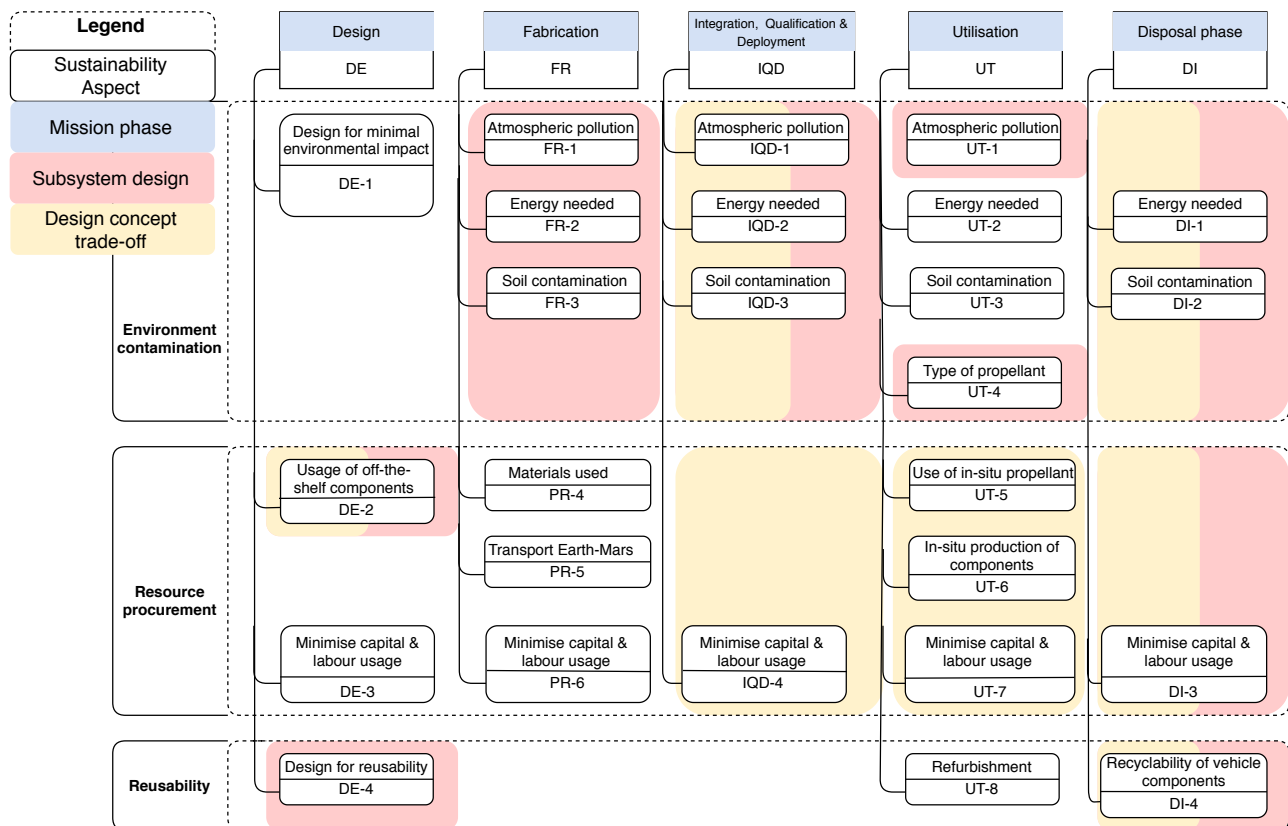 Legend
Sustainability
Aspect
Mission phase
Subsystem design
Design concept
trade-off
Design
DE
Fabrication
FR
Integration, Qualification &
Deployment
IQD
Utilisation
UT
Disposal phase
DI
Environment
contamination
Design for minimal
environmental impact
DE-1
Atmospheric pollution
FR-1
Energy needed
FR-2
Soil contamination
FR-3
Atmospheric pollution
IQD-1
Energy needed
IQD-2
Soil contamination
IQD-3
Atmospheric pollution
UT-1
Energy needed
UT-2
Soil contamination
UT-3
Type of propellant
UT-4
Energy needed
DI-1
Soil contamination
DI-2
Resource
procurement
Usage of off-the-
shelf components
DE-2
Minimise capital &
labour usage
DE-3
Materials used
PR-4
Transport Earth-Mars
PR-5
Minimise capital &
labour usage
PR-6
Minimise capital &
labour usage
IQD-4
Use of in-situ propellant
UT-5
In-situ production of
components
UT-6
Minimise capital &
labour usage
UT-7
Minimise capital &
labour usage
DI-3
Reusability
Design for reusability
DE-4
Refurbishment
UT-8
Recyclability of vehicle
components
DI-4